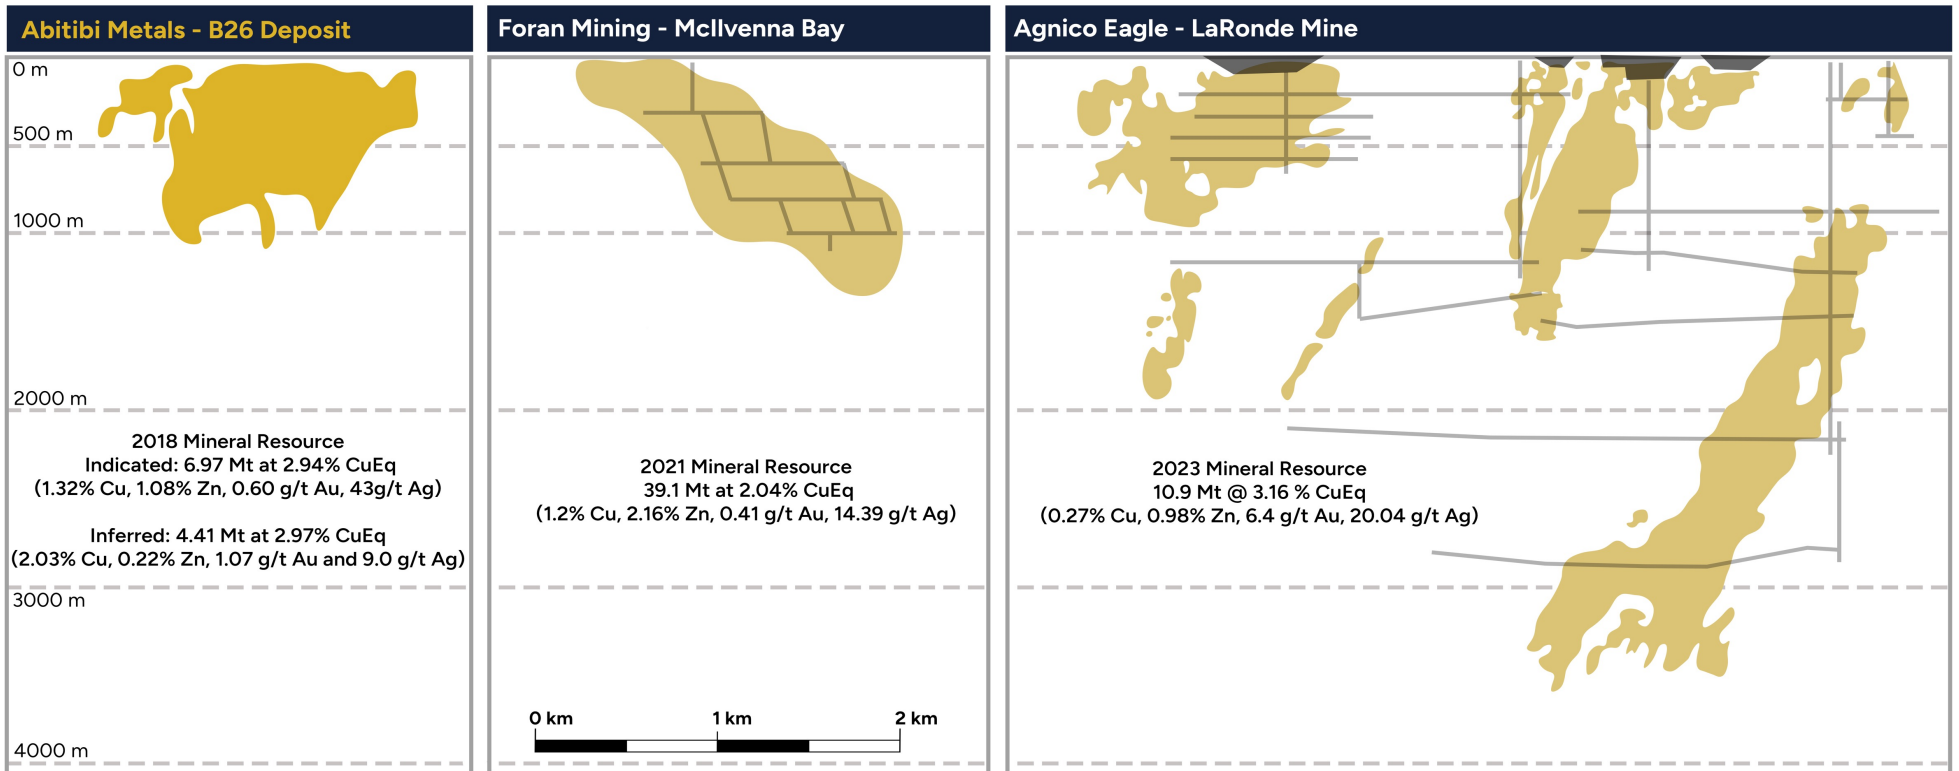 Abitibi Metals - B26 Deposit
0 m
500 m
1000 m
2000 m
2018 Mineral Resource
Indicated: 6.97 Mt at 2.94% CuEq
(1.32% Cu, 1.08% Zn, 0.60 g/t Au, 43g/t Ag)
Inferred: 4.41 Mt at 2.97% CuEq
(2.03% Cu, 0.22% Zn, 1.07 g/t Au and 9.0 g/t Ag)
3000 m
4000 m
Foran Mining - McIlvenna Bay
2021 Mineral Resource
39.1 Mt at 2.04% CuEq
(1.2% Cu, 2.16% Zn, 0.41 g/t Au, 14.39 g/t Ag)
0 km 1 km 2 km
Agnico Eagle - LaRonde Mine
2023 Mineral Resource
10.9 Mt @ 3.16 % CuEq
(0.27% Cu, 0.98% Zn, 6.4 g/t Au, 20.04 g/t Ag)